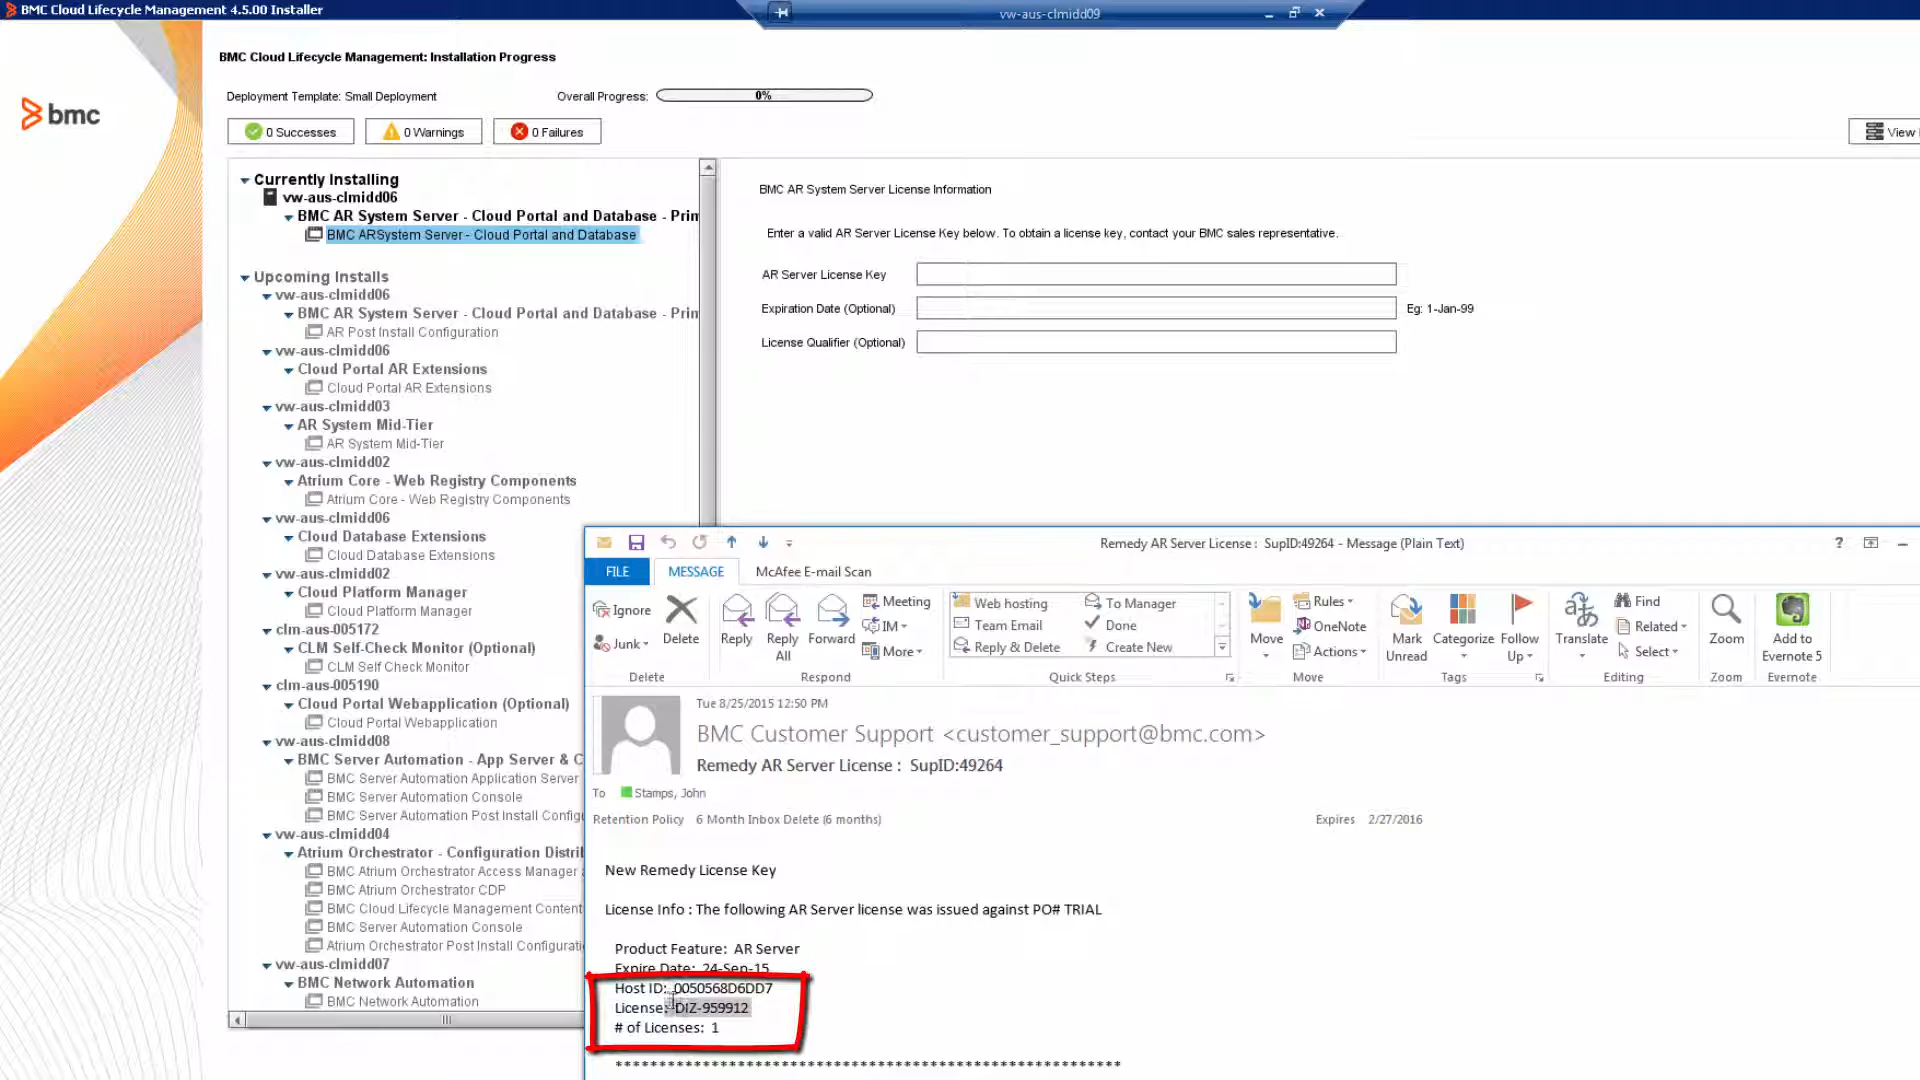 BMC Cloud Lifecycle Management 4.5.00 Installer
vw-aus-clmidd09
bmc
BMC Cloud Lifecycle Management: Installation Progress
Deployment Template: Small Deployment
Overall Progress: 0%
0 Successes
0 Warnings
0 Failures
View
Currently Installing
vw-aus-clmidd06
BMC AR System Server - Cloud Portal and Database - Prin
BMC ARSystem Server - Cloud Portal and Database
Upcoming Installs
vw-aus-clmidd06
BMC AR System Server - Cloud Portal and Database - Prin
AR Post Install Configuration
vw-aus-clmidd06
Cloud Portal AR Extensions
Cloud Portal AR Extensions
vw-aus-clmidd03
AR System Mid-Tier
AR System Mid-Tier
vw-aus-clmidd02
Atrium Core - Web Registry Components
Atrium Core - Web Registry Components
vw-aus-clmidd06
Cloud Database Extensions
Cloud Database Extensions
vw-aus-clmidd02
Cloud Platform Manager
Cloud Platform Manager
clm-aus-005172
CLM Self-Check Monitor (Optional)
CLM Self Check Monitor
clm-aus-005190
Cloud Portal Webapplication (Optional)
Cloud Portal Webapplication
vw-aus-clmidd08
BMC Server Automation - App Server & C
BMC Server Automation Application Server
BMC Server Automation Console
BMC Server Automation Post Install Configu
vw-aus-clmidd04
Atrium Orchestrator - Configuration Distri
BMC Atrium Orchestrator Access Manager
BMC Atrium Orchestrator CDP
BMC Cloud Lifecycle Management Content
BMC Server Automation Console
Atrium Orchestrator Post Install Configurati
vw-aus-clmidd07
BMC Network Automation
BMC Network Automation
BMC AR System Server License Information
Enter a valid AR Server License Key below. To obtain a license key, contact your BMC sales representative.
AR Server License Key
Expiration Date (Optional)
Eg: 1-Jan-99
License Qualifier (Optional)
Remedy AR Server License : SupID:49264 - Message (Plain Text)
FILE
MESSAGE
McAfee E-mail Scan
Ignore
Junk
Delete
Delete
Reply
Reply All
Forward
Meeting
IM
More
Respond
Web hosting
Team Email
Reply & Delete
To Manager
Done
Create New
Quick Steps
Move
Rules
OneNote
Actions
Move
Mark Unread
Categorize
Follow Up
Tags
Translate
Find
Related
Select
Editing
Zoom
Zoom
Add to Evernote 5
Evernote
Tue 8/25/2015 12:50 PM
BMC Customer Support <customer_support@bmc.com>
Remedy AR Server License : SupID:49264
To Stamps, John
Retention Policy 6 Month Inbox Delete (6 months)
Expires 2/27/2016
New Remedy License Key
License Info : The following AR Server license was issued against PO# TRIAL
Product Feature: AR Server
Expire Date: 24-Sep-15
Host ID: 0050568D6DD7
License: DIZ-959912
# of Licenses: 1